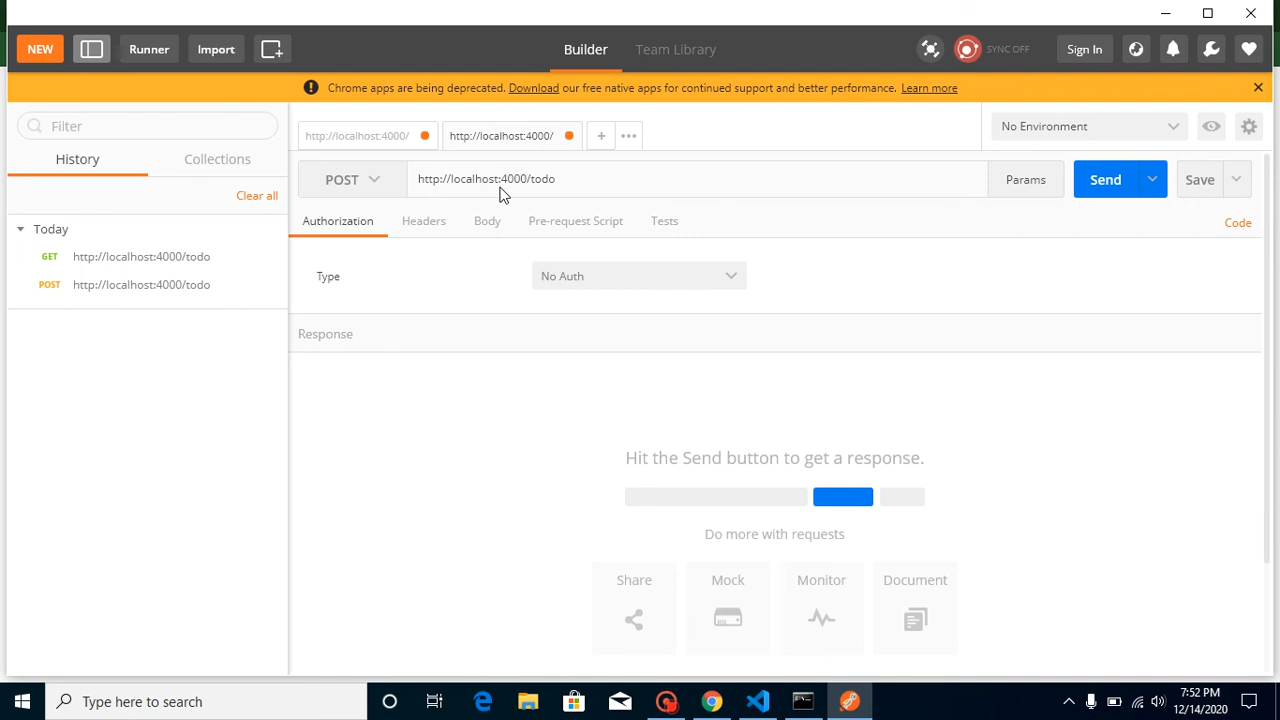 NEW
Runner
Import
Builder
Team Library
SYNC OFF
Sign In
Chrome apps are being deprecated. Download our free native apps for continued support and better performance. Learn more
Filter
History
Collections
Clear all
Today
GET http://localhost:4000/todo
POST http://localhost:4000/todo
http://localhost:4000/
http://localhost:4000/
No Environment
POST
http://localhost:4000/todo
Params
Send
Save
Authorization
Headers
Body
Pre-request Script
Tests
Code
Type
No Auth
Response
Hit the Send button to get a response.
Do more with requests
Share
Mock
Monitor
Document
Type here to search
7:52 PM
12/14/2020